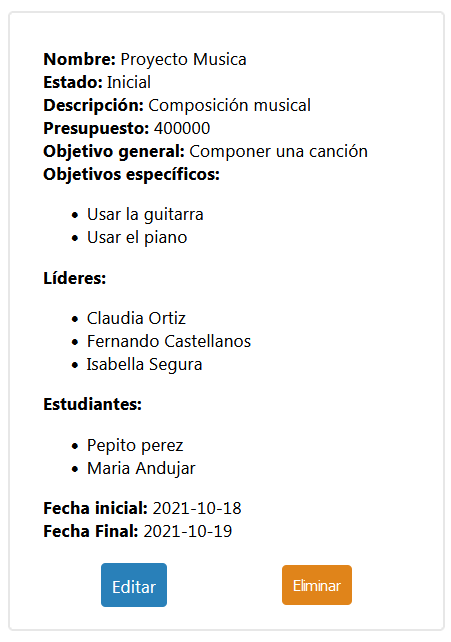 Nombre: Proyecto Musica
Estado: Inicial
Descripción: Composición musical
Presupuesto: 400000
Objetivo general: Componer una canción
Objetivos específicos:
• Usar la guitarra
• Usar el piano
Líderes:
• Claudia Ortiz
• Fernando Castellanos
• Isabella Segura
Estudiantes:
• Pepito perez
• Maria Andujar
Fecha inicial: 2021-10-18
Fecha Final: 2021-10-19
Editar Eliminar